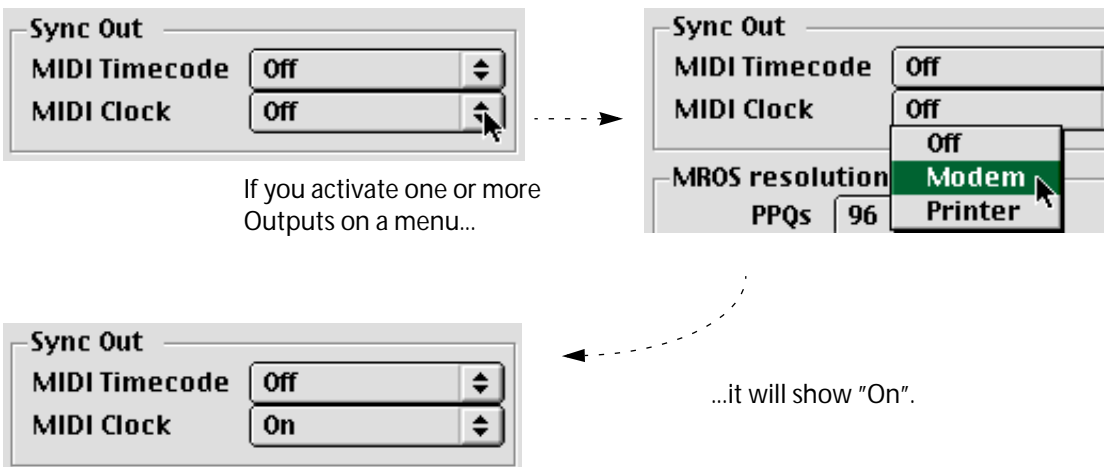 Sync Out
MIDI Timecode Off
MIDI Clock Off
If you activate one or more
Outputs on a menu...
Sync Out
MIDI Timecode Off
MIDI Clock Off
Off
MROS resolution Modem
PPQs 96 Printer
Sync Out
MIDI Timecode Off
MIDI Clock On
...it will show "On".